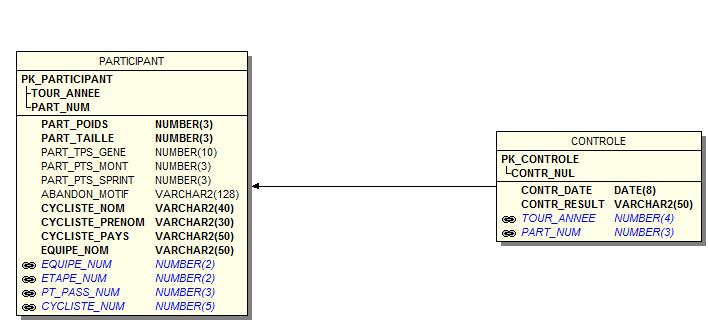 PARTICIPANT
PK_PARTICIPANT
TOUR_ANNEE
PART_NUM
PART_POIDS NUMBER(3)
PART_TAILLE NUMBER(3)
PART_TPS_GENE NUMBER(10)
PART_PTS_MONT NUMBER(3)
PART_PTS_SPRINT NUMBER(3)
ABANDON_MOTIF VARCHAR2(128)
CYCLISTE_NOM VARCHAR2(40)
CYCLISTE_PRENOM VARCHAR2(30)
CYCLISTE_PAYS VARCHAR2(50)
EQUIPE_NOM VARCHAR2(50)
EQUIPE_NUM NUMBER(2)
ETAPE_NUM NUMBER(2)
PT_PASS_NUM NUMBER(3)
CYCLISTE_NUM NUMBER(5)
CONTROLE
PK_CONTROLE
CONTR_NUL
CONTR_DATE DATE(8)
CONTR_RESULT VARCHAR2(50)
TOUR_ANNEE NUMBER(4)
PART_NUM NUMBER(3)